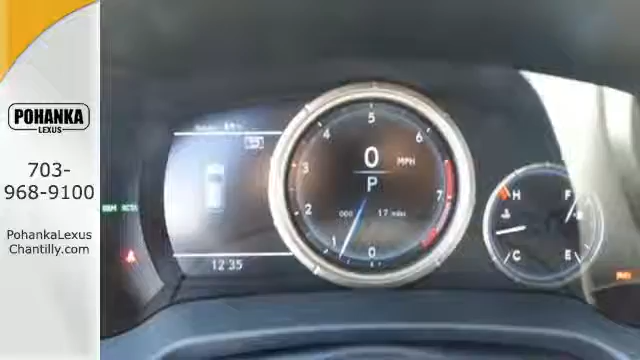 POHANKA
LEXUS
703-
968-9100
PohankaLexus
Chantilly.com
5
4
6
3
0 MPH
P
7
2
ODO 17 miles
1
0
12:35
H
F
C
E